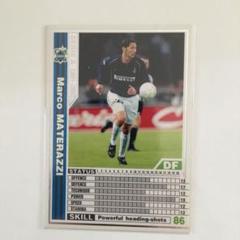 Marco MATERAZZI
DF
STATUS
OFFENCE
DEFENCE
TECHNIQUE
POWER
SPEED
STAMINA
SKILL Powerful heading-shots 86